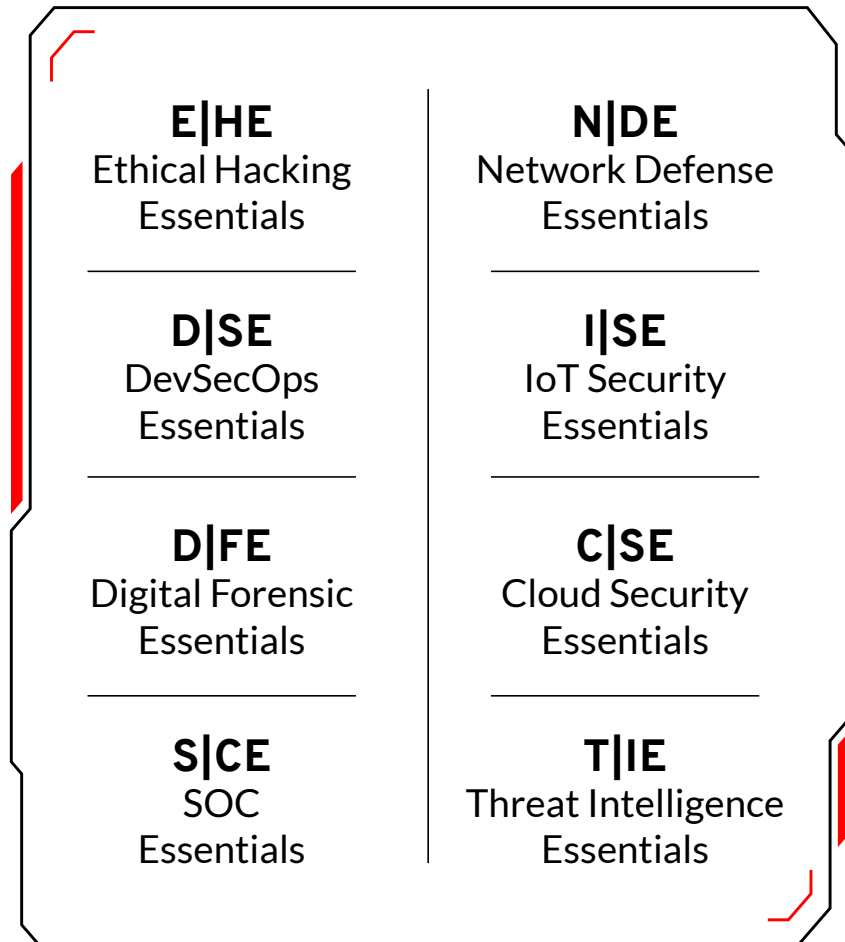 E|HE
Ethical Hacking
Essentials
N|DE
Network Defense
Essentials
D|SE
DevSecOps
Essentials
I|SE
IoT Security
Essentials
D|FE
Digital Forensic
Essentials
C|SE
Cloud Security
Essentials
S|CE
SOC
Essentials
T|IE
Threat Intelligence
Essentials